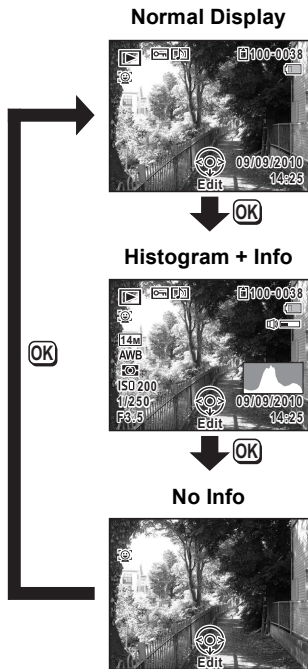 Normal Display
100-0038
Edit
09/09/2010
14:25
OK
Histogram + Info
100-0038
14M
AWB
ISO 200
1/250
F3.5
Edit
09/09/2010
14:25
OK
OK
No Info
Edit